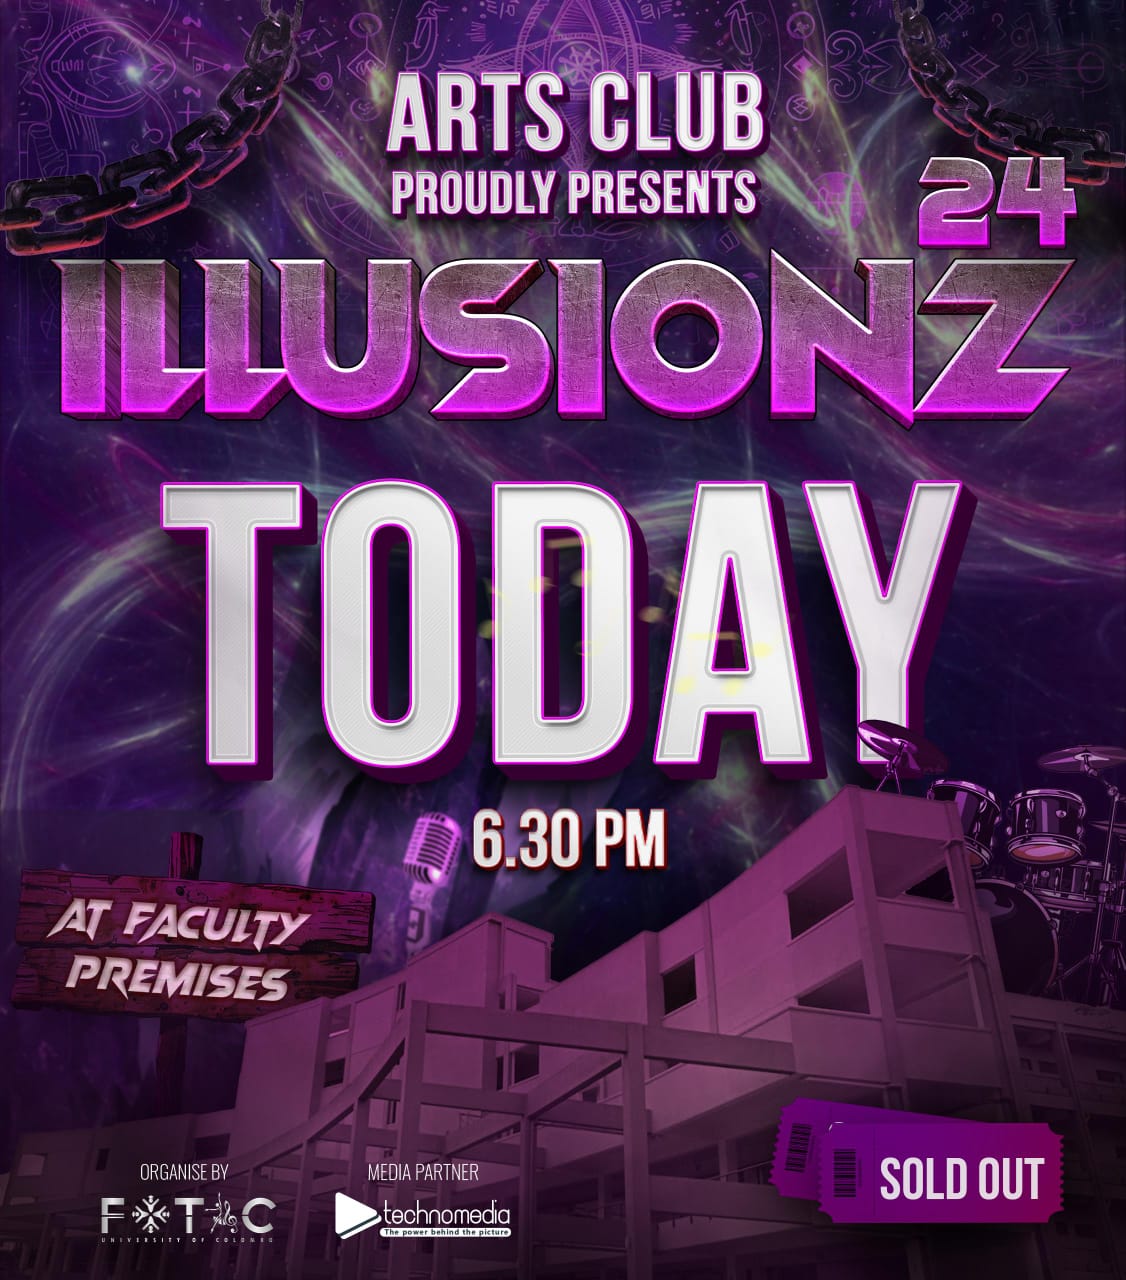 ARTS CLUB
PROUDLY PRESENTS
24
ILLUSIONZ
TODAY
6.30 PM
AT FACULTY
PREMISES
SOLD OUT
ORGANISE BY
UNIVERSITY OF COLOMBO
MEDIA PARTNER
technomedia
The power behind the picture